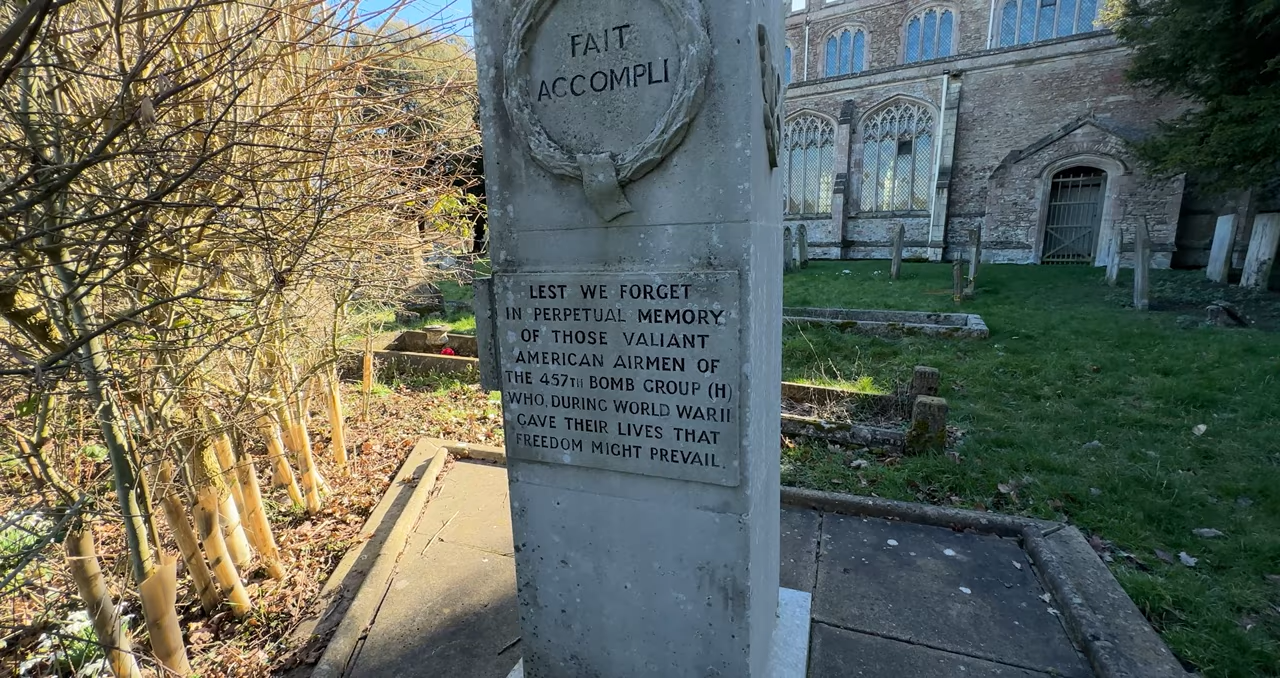 FAIT
ACCOMPLI
LEST WE FORGET
IN PERPETUAL MEMORY
OF THOSE VALIANT
AMERICAN AIRMEN OF
THE 457TH BOMB GROUP (H)
WHO, DURING WORLD WAR II
GAVE THEIR LIVES THAT
FREEDOM MIGHT PREVAIL.